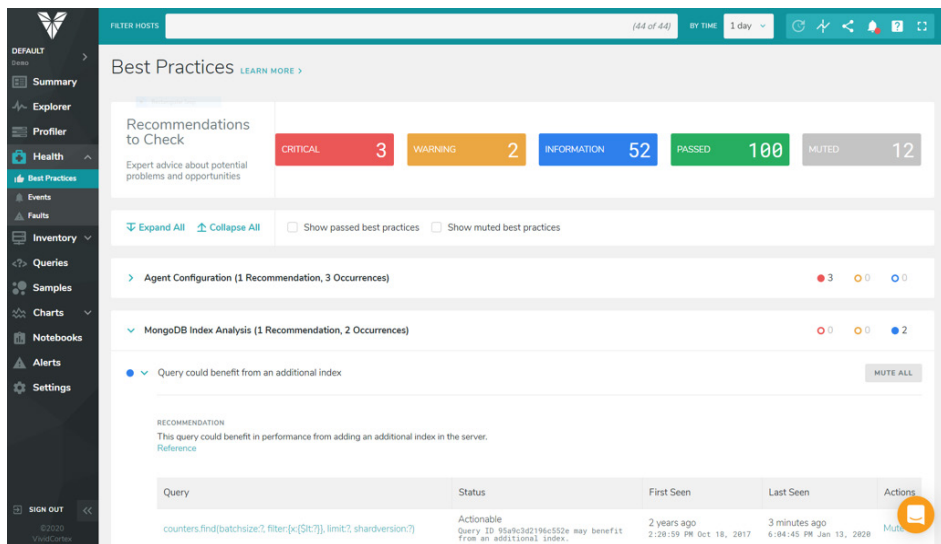 FILTER HOSTS
(44 of 44)
BY TIME
1 day
DEFAULT
Demo
Summary
Explorer
Profiler
Health
Best Practices
Events
Faults
Inventory
Queries
Samples
Charts
Notebooks
Alerts
Settings
SIGN OUT
©2020
VividCortex
Best Practices LEARN MORE >
Recommendations
to Check
Expert advice about potential
problems and opportunities
CRITICAL 3
WARNING 2
INFORMATION 52
PASSED 100
MUTED 12
Expand All Collapse All Show passed best practices Show muted best practices
Agent Configuration (1 Recommendation, 3 Occurrences) 3 0 0
MongoDB Index Analysis (1 Recommendation, 2 Occurrences) 0 0 2
Query could benefit from an additional index MUTE ALL
RECOMMENDATION
This query could benefit in performance from adding an additional index in the server.
Reference
Query Status First Seen Last Seen Actions
counters.find(batchsize:?, filter:{x:{$lt:?}}, limit:?, shardversion:?)
Actionable
Query ID 95a9c3d2196c552e may benefit
from an additional index.
2 years ago
2:20:59 PM Oct 18, 2017
3 minutes ago
6:04:45 PM Jan 13, 2020